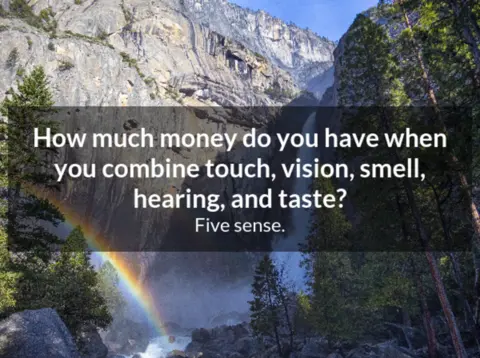 How much money do you have when
you combine touch, vision, smell,
hearing, and taste?
Five sense.